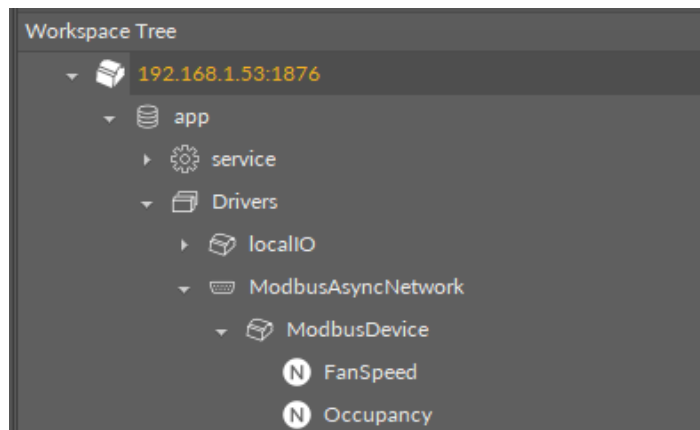 Workspace Tree
192.168.1.53:1876
app
service
Drivers
localIO
ModbusAsyncNetwork
ModbusDevice
N FanSpeed
N Occupancy